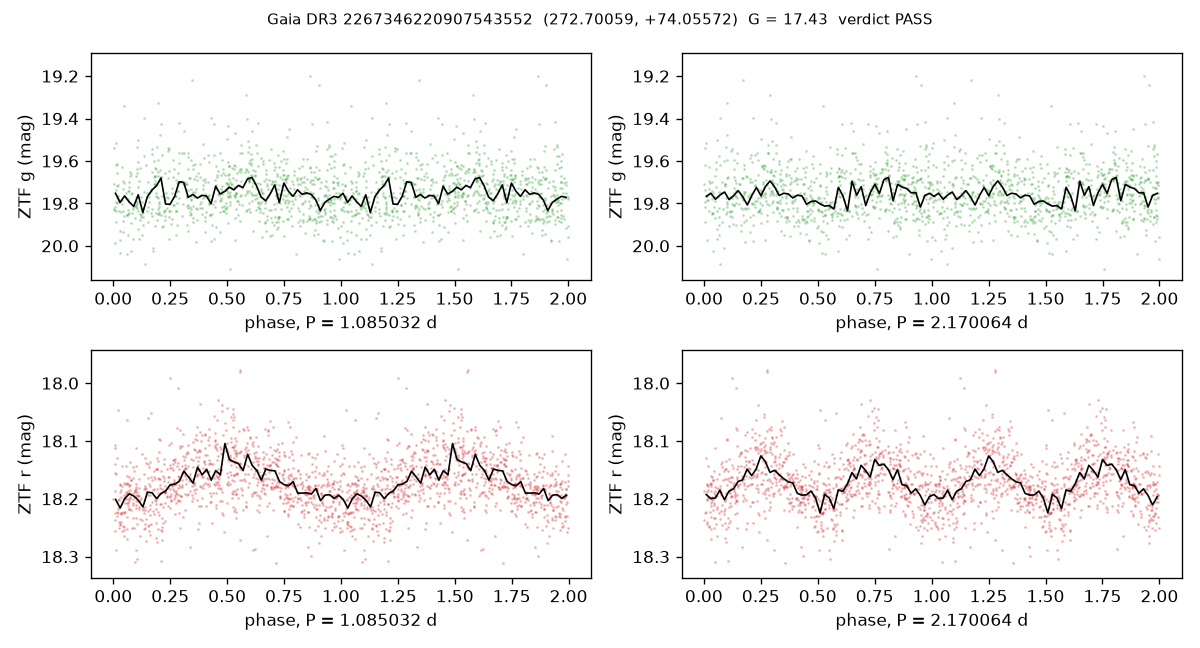 Gaia DR3 2267346220907543552 (272.70059, +74.05572) G = 17.43 verdict PASS
ZTF g (mag)
19.2
19.4
19.6
19.8
20.0
0.00 0.25 0.50 0.75 1.00 1.25 1.50 1.75 2.00
phase, P = 1.085032 d
ZTF g (mag)
19.2
19.4
19.6
19.8
20.0
0.00 0.25 0.50 0.75 1.00 1.25 1.50 1.75 2.00
phase, P = 2.170064 d
ZTF r (mag)
18.0
18.1
18.2
18.3
0.00 0.25 0.50 0.75 1.00 1.25 1.50 1.75 2.00
phase, P = 1.085032 d
ZTF r (mag)
18.0
18.1
18.2
18.3
0.00 0.25 0.50 0.75 1.00 1.25 1.50 1.75 2.00
phase, P = 2.170064 d